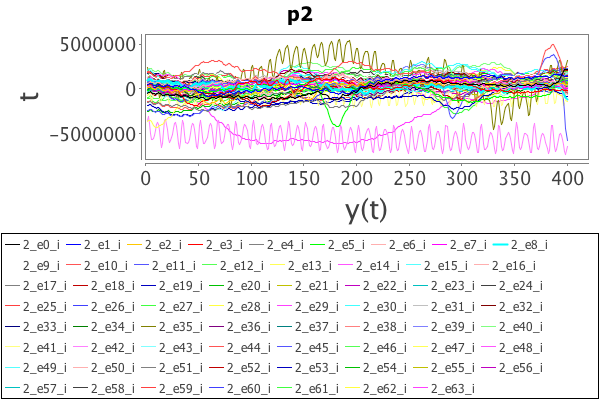 p2
5000000
0
−5000000
t
0 50 100 150 200 250 300 350 400
y(t)
2_e0_i 2_e1_i 2_e2_i 2_e3_i 2_e4_i 2_e5_i 2_e6_i 2_e7_i 2_e8_i
2_e9_i 2_e10_i 2_e11_i 2_e12_i 2_e13_i 2_e14_i 2_e15_i 2_e16_i
2_e17_i 2_e18_i 2_e19_i 2_e20_i 2_e21_i 2_e22_i 2_e23_i 2_e24_i
2_e25_i 2_e26_i 2_e27_i 2_e28_i 2_e29_i 2_e30_i 2_e31_i 2_e32_i
2_e33_i 2_e34_i 2_e35_i 2_e36_i 2_e37_i 2_e38_i 2_e39_i 2_e40_i
2_e41_i 2_e42_i 2_e43_i 2_e44_i 2_e45_i 2_e46_i 2_e47_i 2_e48_i
2_e49_i 2_e50_i 2_e51_i 2_e52_i 2_e53_i 2_e54_i 2_e55_i 2_e56_i
2_e57_i 2_e58_i 2_e59_i 2_e60_i 2_e61_i 2_e62_i 2_e63_i